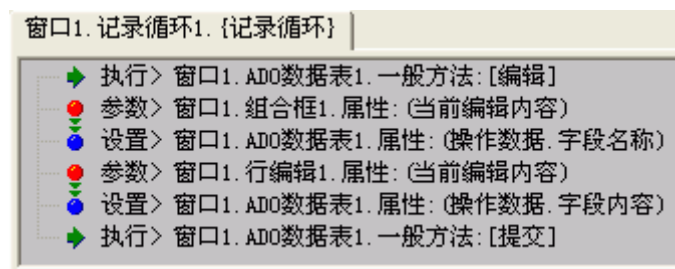 窗口1.记录循环1.{记录循环}
执行> 窗口1.ADO数据表1.一般方法:[编辑]
参数> 窗口1.组合框1.属性:(当前编辑内容)
设置> 窗口1.ADO数据表1.属性:(操作数据.字段名称)
参数> 窗口1.行编辑1.属性:(当前编辑内容)
设置> 窗口1.ADO数据表1.属性:(操作数据.字段内容)
执行> 窗口1.ADO数据表1.一般方法:[提交]